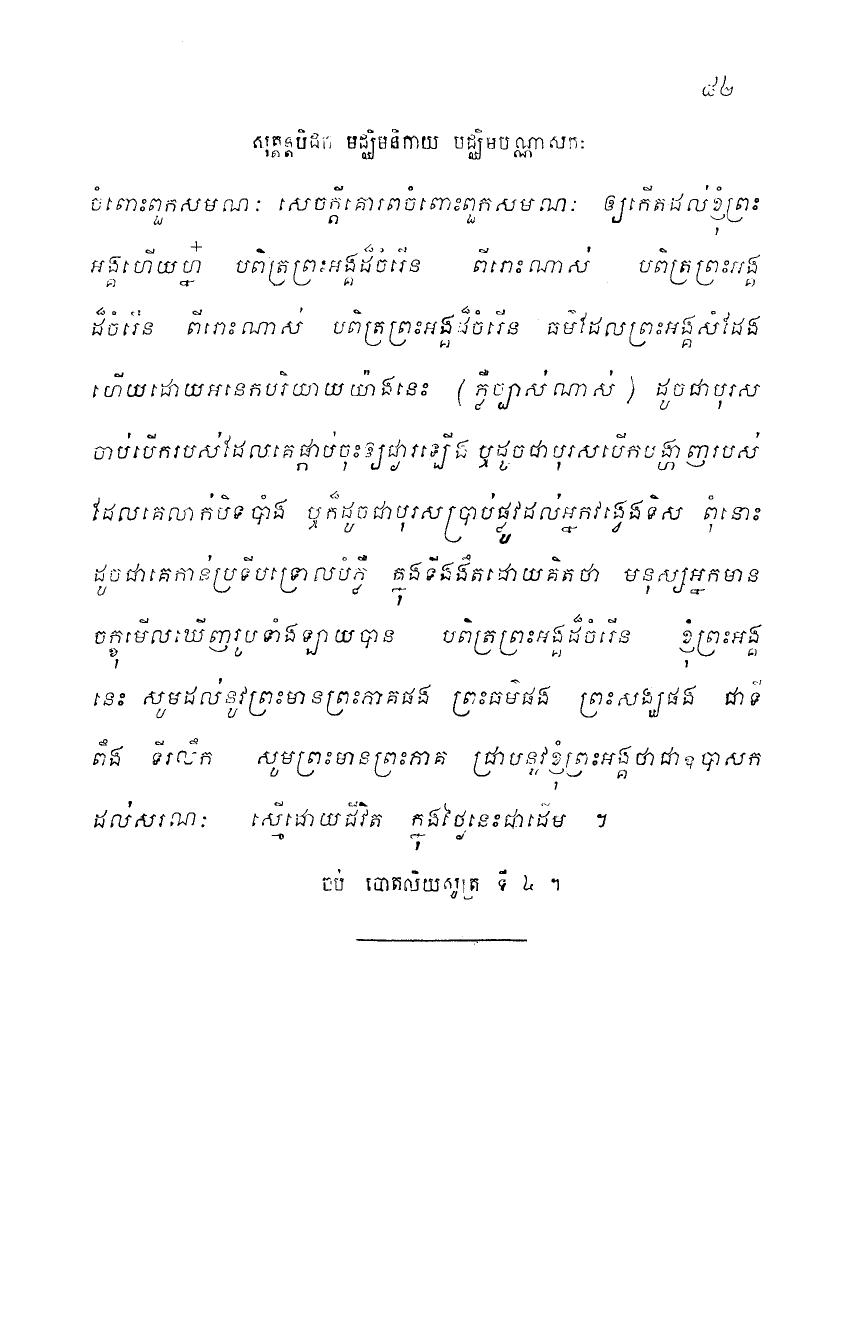 ៤២
សុត្តន្តបិដក មជ្ឈិមនិកាយ មជ្ឈិមបណ្ណាសកៈ
ចំពោះពួកសមណៈ សេចក្តីគោរពចំពោះពួកសមណៈ ឲ្យកើតដល់ខ្ញុំព្រះ
អង្គហើយហ្ន៎ បពិត្រព្រះអង្គដ៏ចំរើន ពីរោះណាស់ បពិត្រព្រះអង្គ
ដ៏ចំរើន ពីរោះណាស់ បពិត្រព្រះអង្គដ៏ចំរើន ធម៌ដែលព្រះអង្គសំដែង
ហើយដោយអនេកបរិយាយយ៉ាងនេះ (ភ្លឺច្បាស់ណាស់) ដូចជាបុរស
ចាប់បើករបស់ដែលគេផ្កាប់ចុះឱ្យផ្ងារឡើង ឬដូចជាបុរសបើកបង្ហាញរបស់
ដែលគេលាក់បិទបាំង ឬក៏ដូចជាបុរសប្រាប់ផ្លូវដល់អ្នកវង្វេងទិស ពុំនោះ
ដូចជាគេកាន់ប្រទីបទ្រោលបំភ្លឺ ក្នុងទីងងឹតដោយគិតថា មនុស្សអ្នកមាន
ចក្ខុមើលឃើញរូបទាំងឡាយបាន បពិត្រព្រះអង្គដ៏ចំរើន ខ្ញុំព្រះអង្គ
នេះ សូមដល់នូវព្រះមានព្រះភាគផង ព្រះធម៌ផង ព្រះសង្ឃផង ជាទី
ពឹង ទីរលឹក សូមព្រះមានព្រះភាគ ជ្រាបនូវខ្ញុំព្រះអង្គថាជាឧបាសក
ដល់សរណៈ ស្មើដោយជីវិត ក្នុងថ្ងៃនេះជាដើម ។
ចប់ បោតលិយសូត្រ ទី ៤ ។